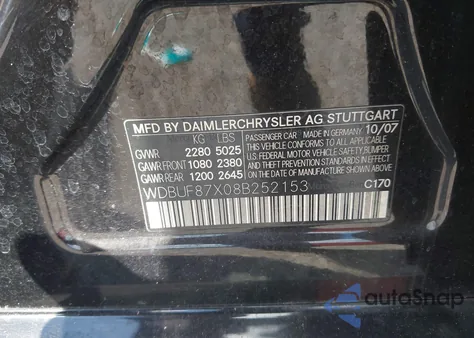 MFD BY DAIMLERCHRYSLER AG STUTTGART
MADE IN GERMANY 10/07
KG LBS
GVWR 2280 5025
GAWR FRONT 1080 2380
GAWR REAR 1200 2645
PASSENGER CAR
THIS VEHICLE CONFORMS TO ALL APPLICABLE U.S.
FEDERAL MOTOR VEHICLE SAFETY, BUMPER,
AND THEFT PREVENTION STANDARDS
IN EFFECT ON THE DATE OF
MANUFACTURE SHOWN ABOVE.
WDBUF87X08B252153
C170
autoSnap